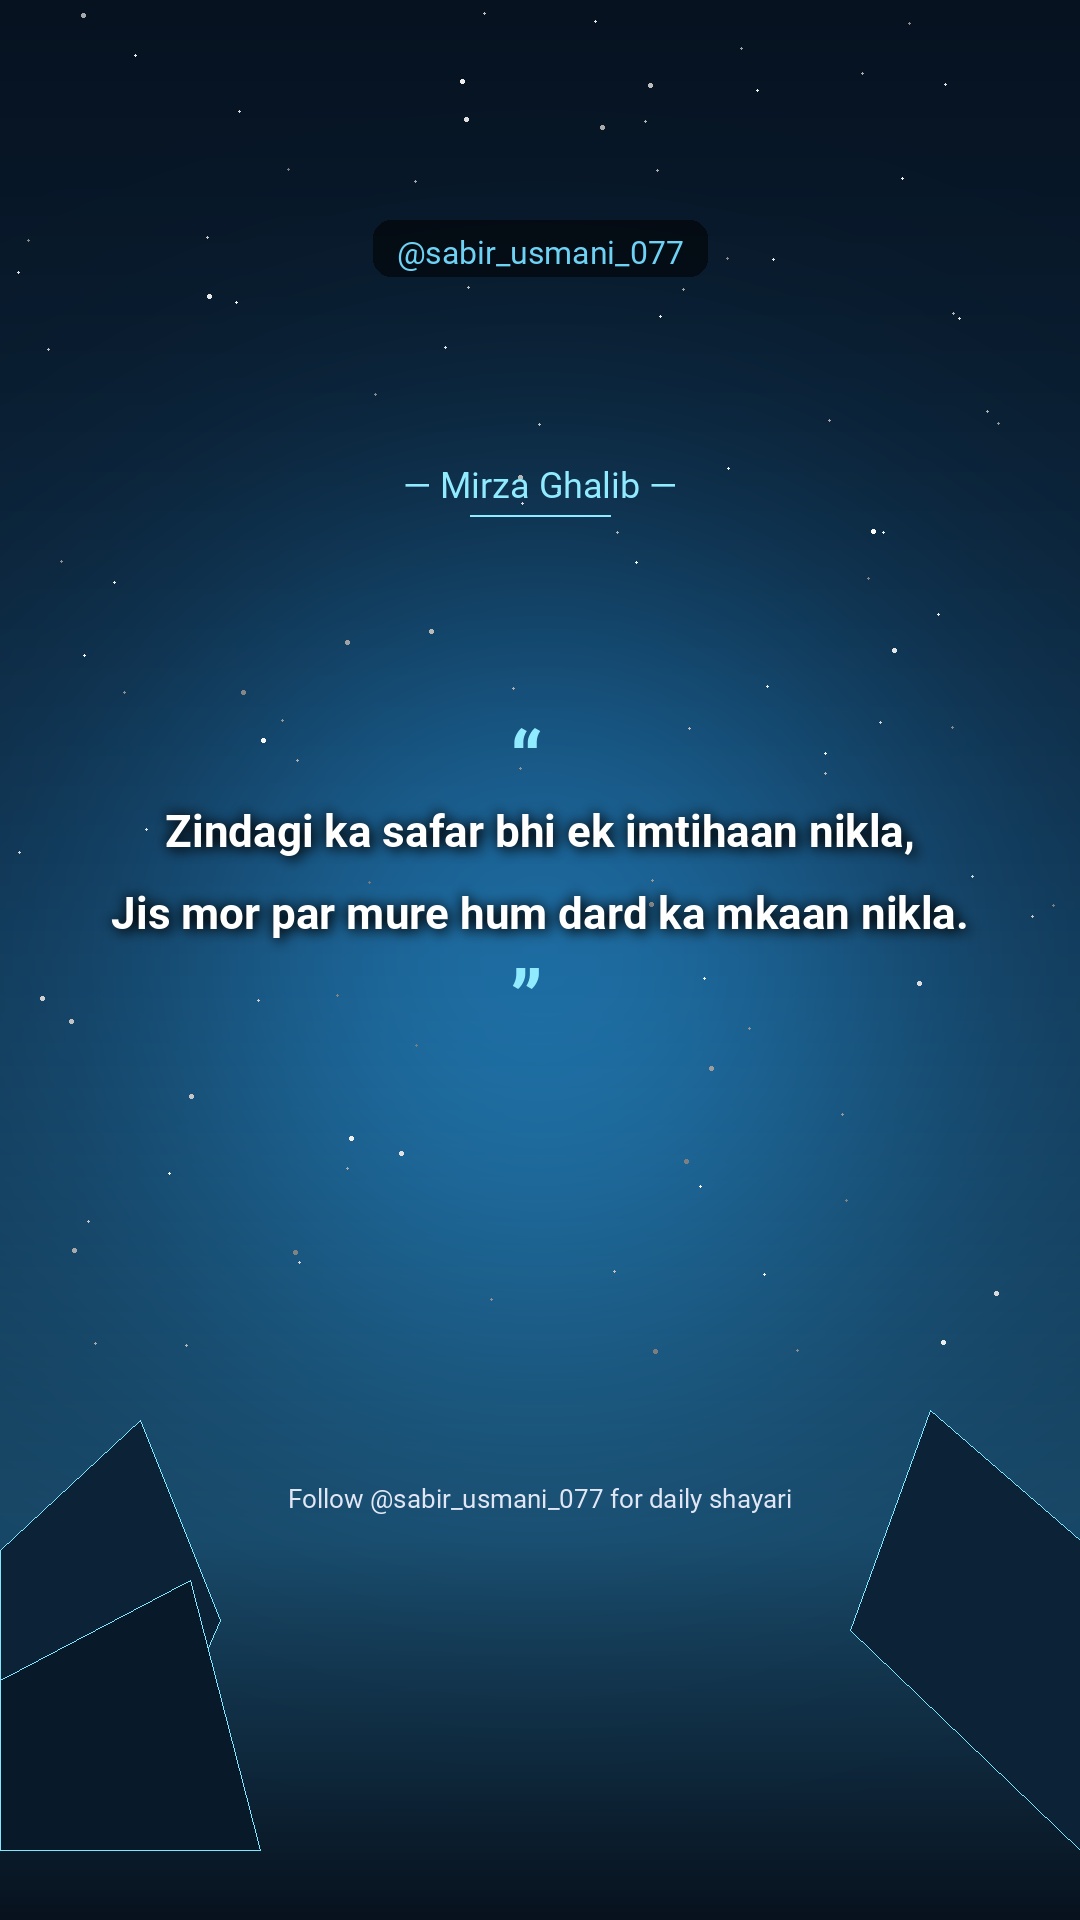 @sabir_usmani_077
— Mirza Ghalib —
“
Zindagi ka safar bhi ek imtihaan nikla,
Jis mor par mure hum dard ka mkaan nikla.
”
Follow @sabir_usmani_077 for daily shayari